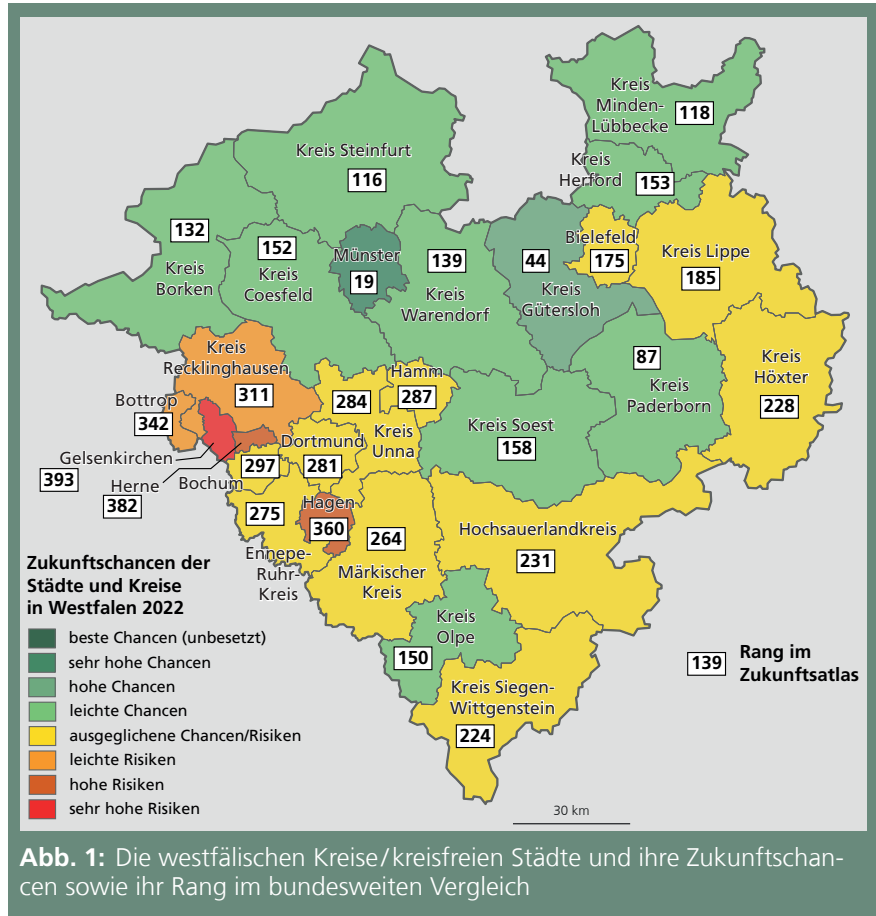 Kreis
Minden-
Lübbecke
118
Kreis
Herford
153
Kreis Steinfurt
116
132
Kreis
Borken
152
Kreis
Coesfeld
Münster
19
139
Kreis
Warendorf
44
Kreis
Gütersloh
Bielefeld
175
Kreis Lippe
185
87
Kreis
Paderborn
Kreis
Höxter
228
Kreis
Recklinghausen
311
Bottrop
342
Gelsenkirchen
393
Herne
382
Bochum
297
284
Hamm
287
Kreis
Unna
Dortmund
281
Kreis Soest
158
275
Ennepe-
Ruhr-
Kreis
Hagen
360
264
Märkischer
Kreis
Hochsauerlandkreis
231
Kreis
Olpe
150
Kreis Siegen-
Wittgenstein
224
Zukunftschancen der
Städte und Kreise
in Westfalen 2022
beste Chancen (unbesetzt)
sehr hohe Chancen
hohe Chancen
leichte Chancen
ausgeglichene Chancen/Risiken
leichte Risiken
hohe Risiken
sehr hohe Risiken
139
Rang im
Zukunftsatlas
30 km
Abb. 1: Die westfälischen Kreise/kreisfreien Städte und ihre Zukunftschan-
cen sowie ihr Rang im bundesweiten Vergleich